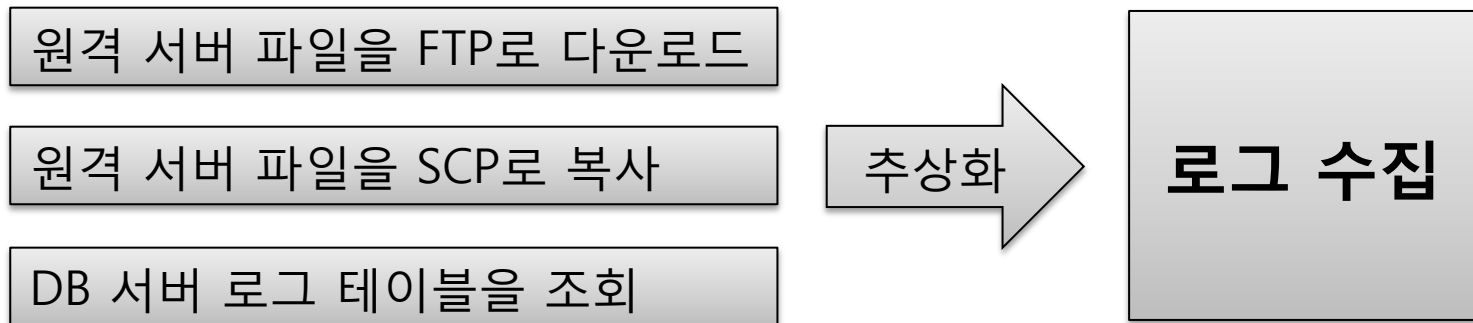 원격 서버 파일을 FTP로 다운로드
원격 서버 파일을 SCP로 복사
DB 서버 로그 테이블을 조회
추상화
로그 수집